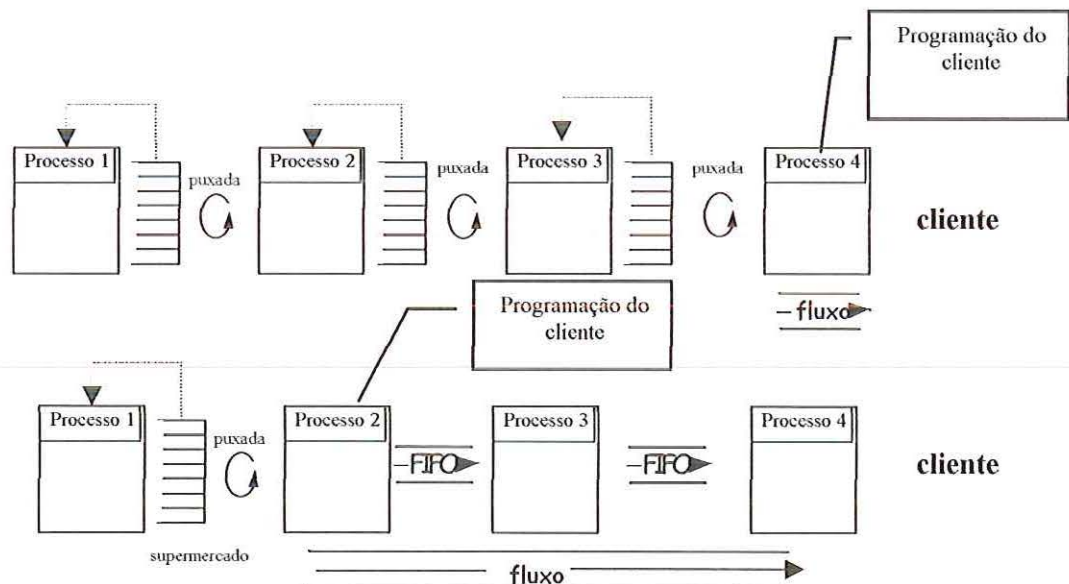 Programação do
cliente
Processo 1
puxada
Processo 2
puxada
Processo 3
puxada
Processo 4
cliente
fluxo
Programação do
cliente
Processo 1
puxada
supermercado
Processo 2
FIFO
Processo 3
FIFO
Processo 4
cliente
fluxo